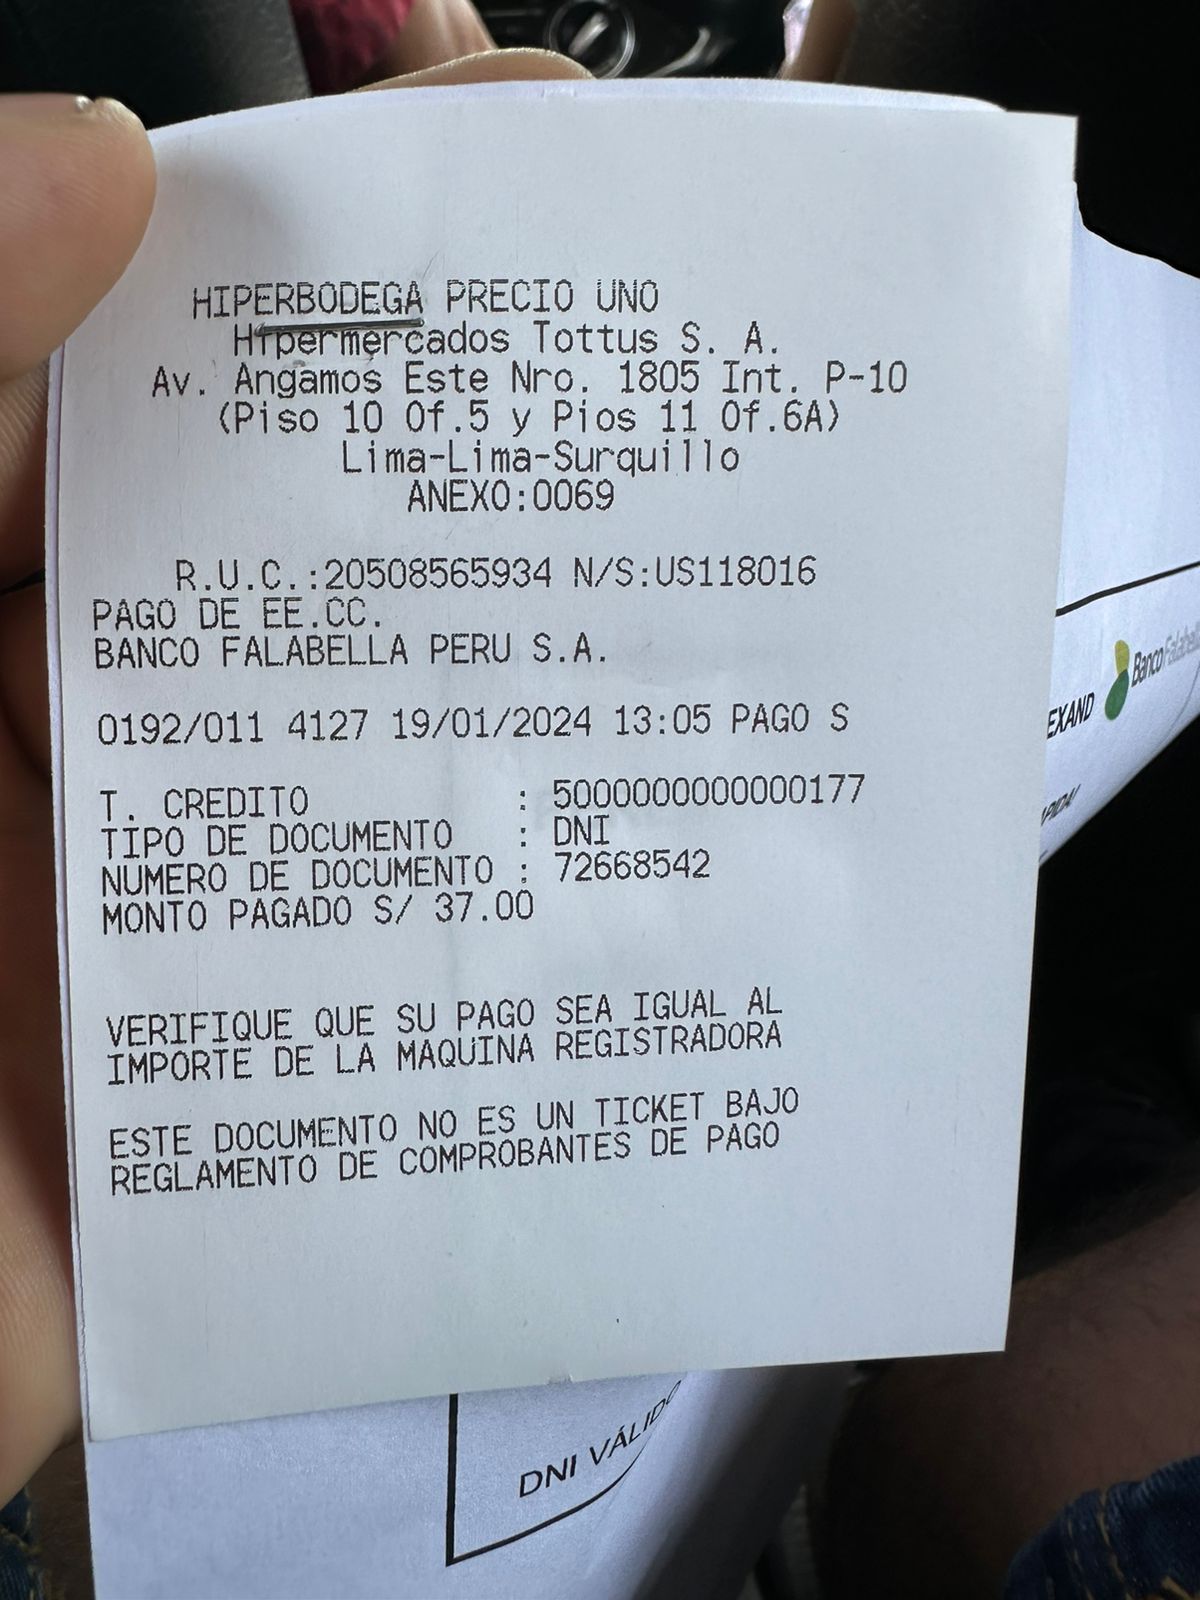 HIPERBODEGA PRECIO UNO
Hipermercados Tottus S. A.
Av. Angamos Este Nro. 1805 Int. P-10
(Piso 10 Of.5 y Pios 11 Of.6A)
Lima-Lima-Surquillo
ANEXO:0069
R.U.C.:20508565934 N/S:US118016
PAGO DE EE.CC.
BANCO FALABELLA PERU S.A.
0192/011 4127 19/01/2024 13:05 PAGO S
T. CREDITO : 5000000000000177
TIPO DE DOCUMENTO : DNI
NUMERO DE DOCUMENTO : 72668542
MONTO PAGADO S/ 37.00
VERIFIQUE QUE SU PAGO SEA IGUAL AL
IMPORTE DE LA MAQUINA REGISTRADORA
ESTE DOCUMENTO NO ES UN TICKET BAJO
REGLAMENTO DE COMPROBANTES DE PAGO
EXAND
Banco
DNI VÁLIDO